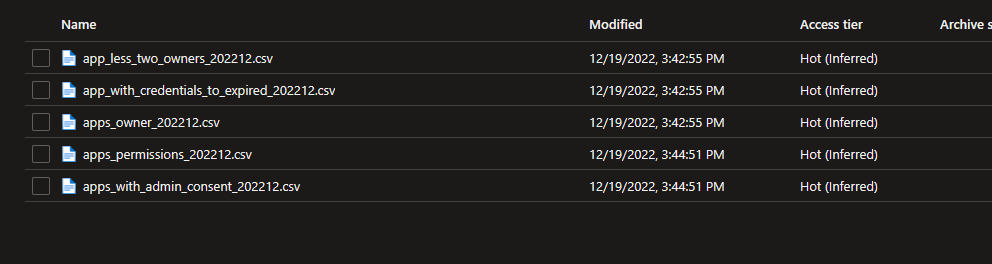 Name Modified Access tier Archive s
app_less_two_owners_202212.csv 12/19/2022, 3:42:55 PM Hot (Inferred)
app_with_credentials_to_expired_202212.csv 12/19/2022, 3:42:55 PM Hot (Inferred)
apps_owner_202212.csv 12/19/2022, 3:42:55 PM Hot (Inferred)
apps_permissions_202212.csv 12/19/2022, 3:44:51 PM Hot (Inferred)
apps_with_admin_consent_202212.csv 12/19/2022, 3:44:51 PM Hot (Inferred)